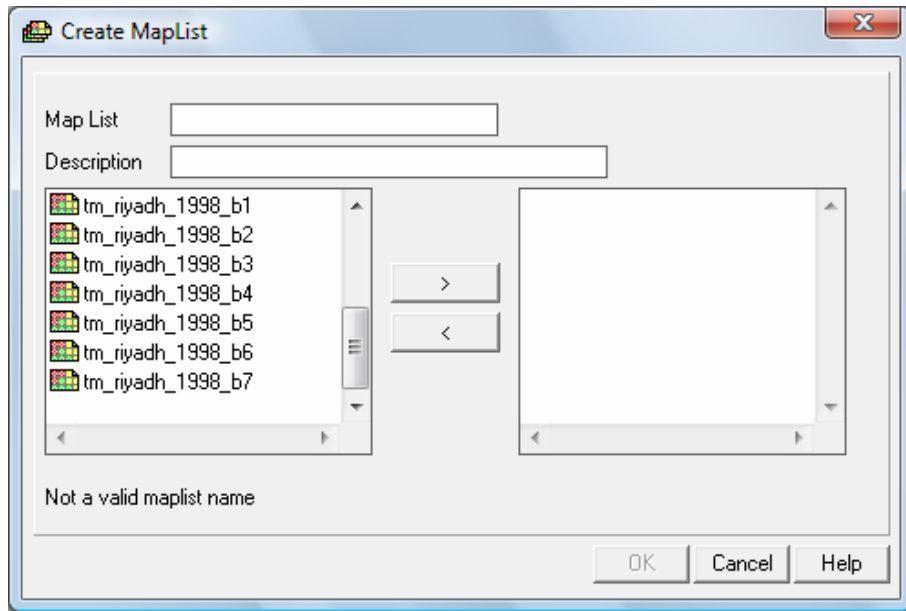 Create MapList
Map List
Description
tm_riyadh_1998_b1
tm_riyadh_1998_b2
tm_riyadh_1998_b3
tm_riyadh_1998_b4
tm_riyadh_1998_b5
tm_riyadh_1998_b6
tm_riyadh_1998_b7
>
<
Not a valid maplist name
OK Cancel Help